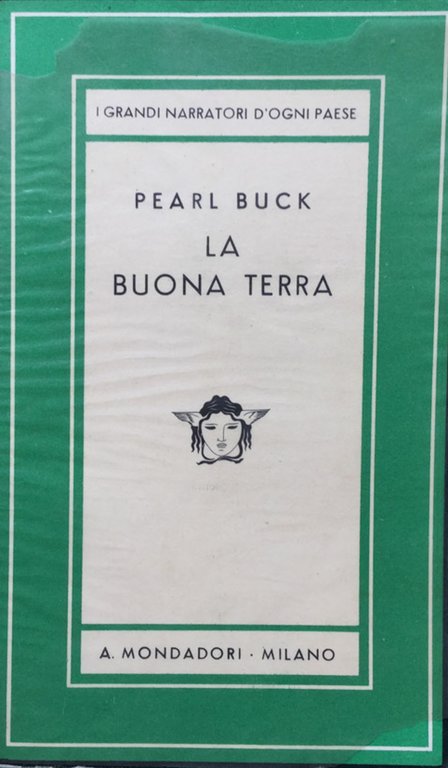 I GRANDI NARRATORI D'OGNI PAESE
PEARL BUCK
LA
BUONA TERRA
A. MONDADORI · MILANO